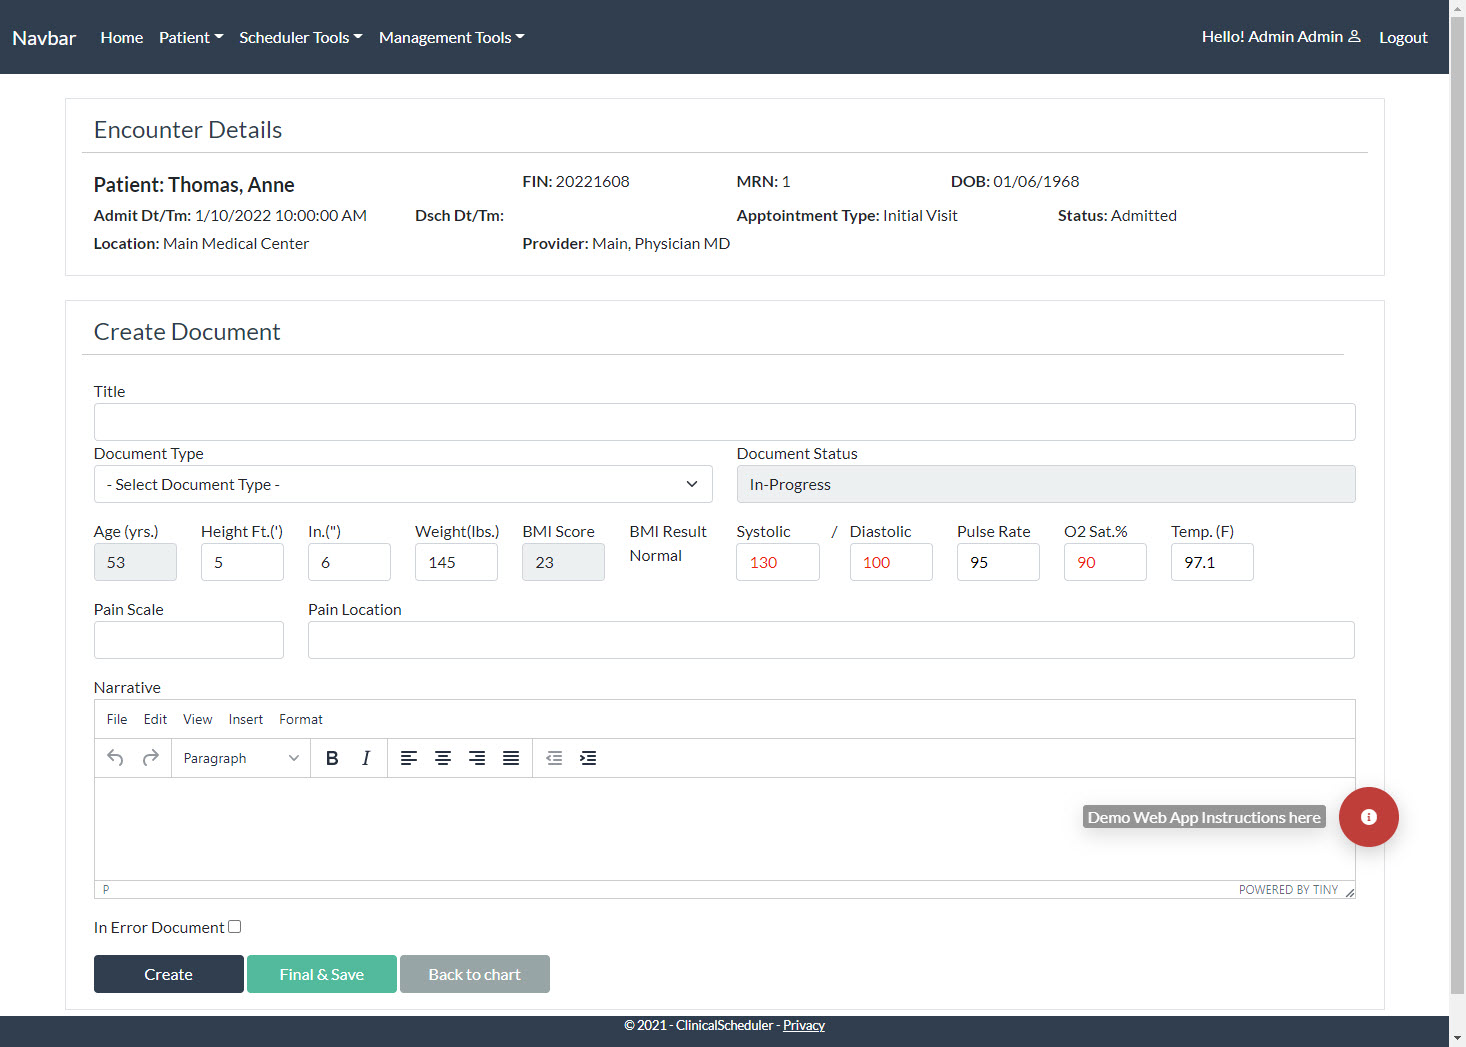 Navbar Home Patient Scheduler Tools Management Tools Hello! Admin Admin Logout
Encounter Details
Patient: Thomas, Anne FIN: 20221608 MRN: 1 DOB: 01/06/1968
Admit Dt/Tm: 1/10/2022 10:00:00 AM Dsch Dt/Tm: Apptointment Type: Initial Visit Status: Admitted
Location: Main Medical Center Provider: Main, Physician MD
Create Document
Title
Document Type Document Status
- Select Document Type - In-Progress
Age (yrs.) Height Ft.(') In.(") Weight(lbs.) BMI Score BMI Result Systolic / Diastolic Pulse Rate O2 Sat.% Temp. (F)
53 5 6 145 23 Normal 130 100 95 90 97.1
Pain Scale Pain Location
Narrative
File Edit View Insert Format
Paragraph B I
Demo Web App Instructions here
P POWERED BY TINY
In Error Document
Create Final & Save Back to chart
© 2021 - ClinicalScheduler - Privacy